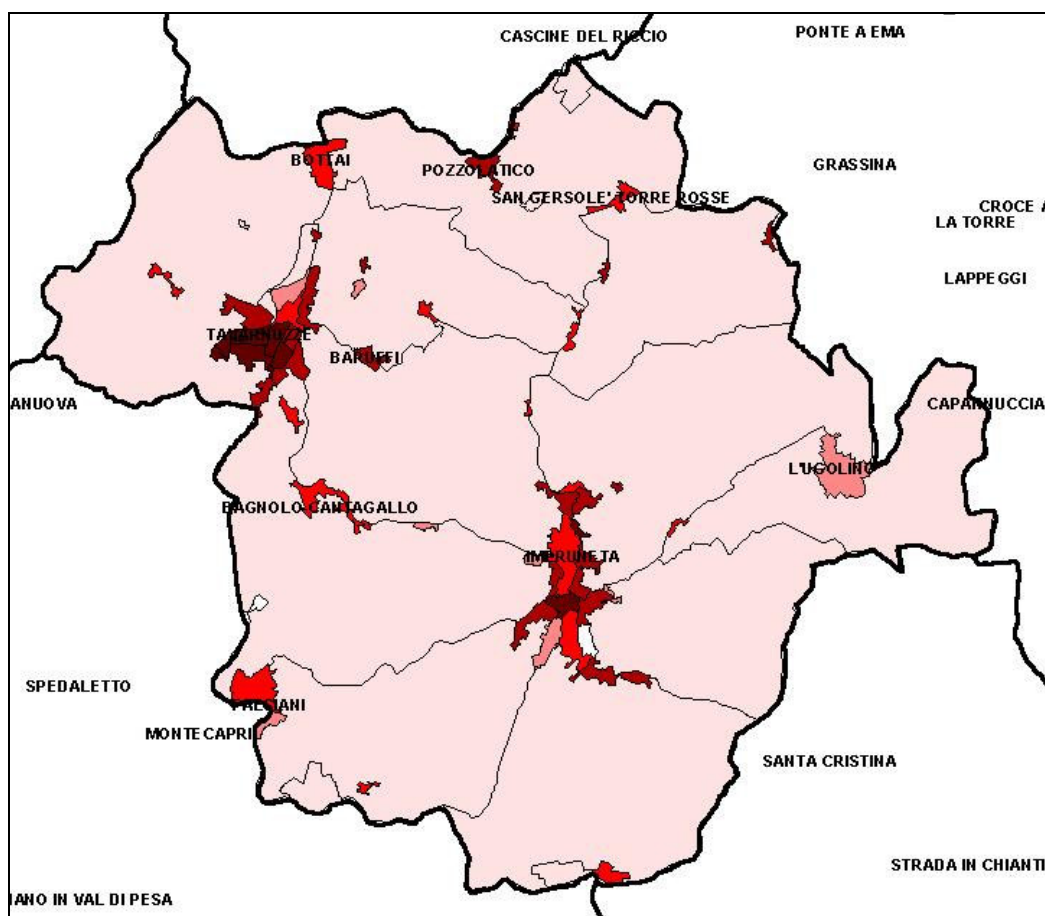 CASCINE DEL RICCIO
PONTE A EMA
BOTTAI
POZZOLATICO
GRASSINA
SAN GERSOLE' TORRE ROSSE
CROCE A
LA TORRE
LAPPEGGI
TAVARNUZZE
BARUFFI
ANUOVA
CAPANNUCCIA
L'UGOLINO
BAGNOLO-CANTAGALLO
IMPRUNETA
SPEDALETTO
FALCIANI
MONTECAPRI
SANTA CRISTINA
STRADA IN CHIANTI
IANO IN VAL DI PESA